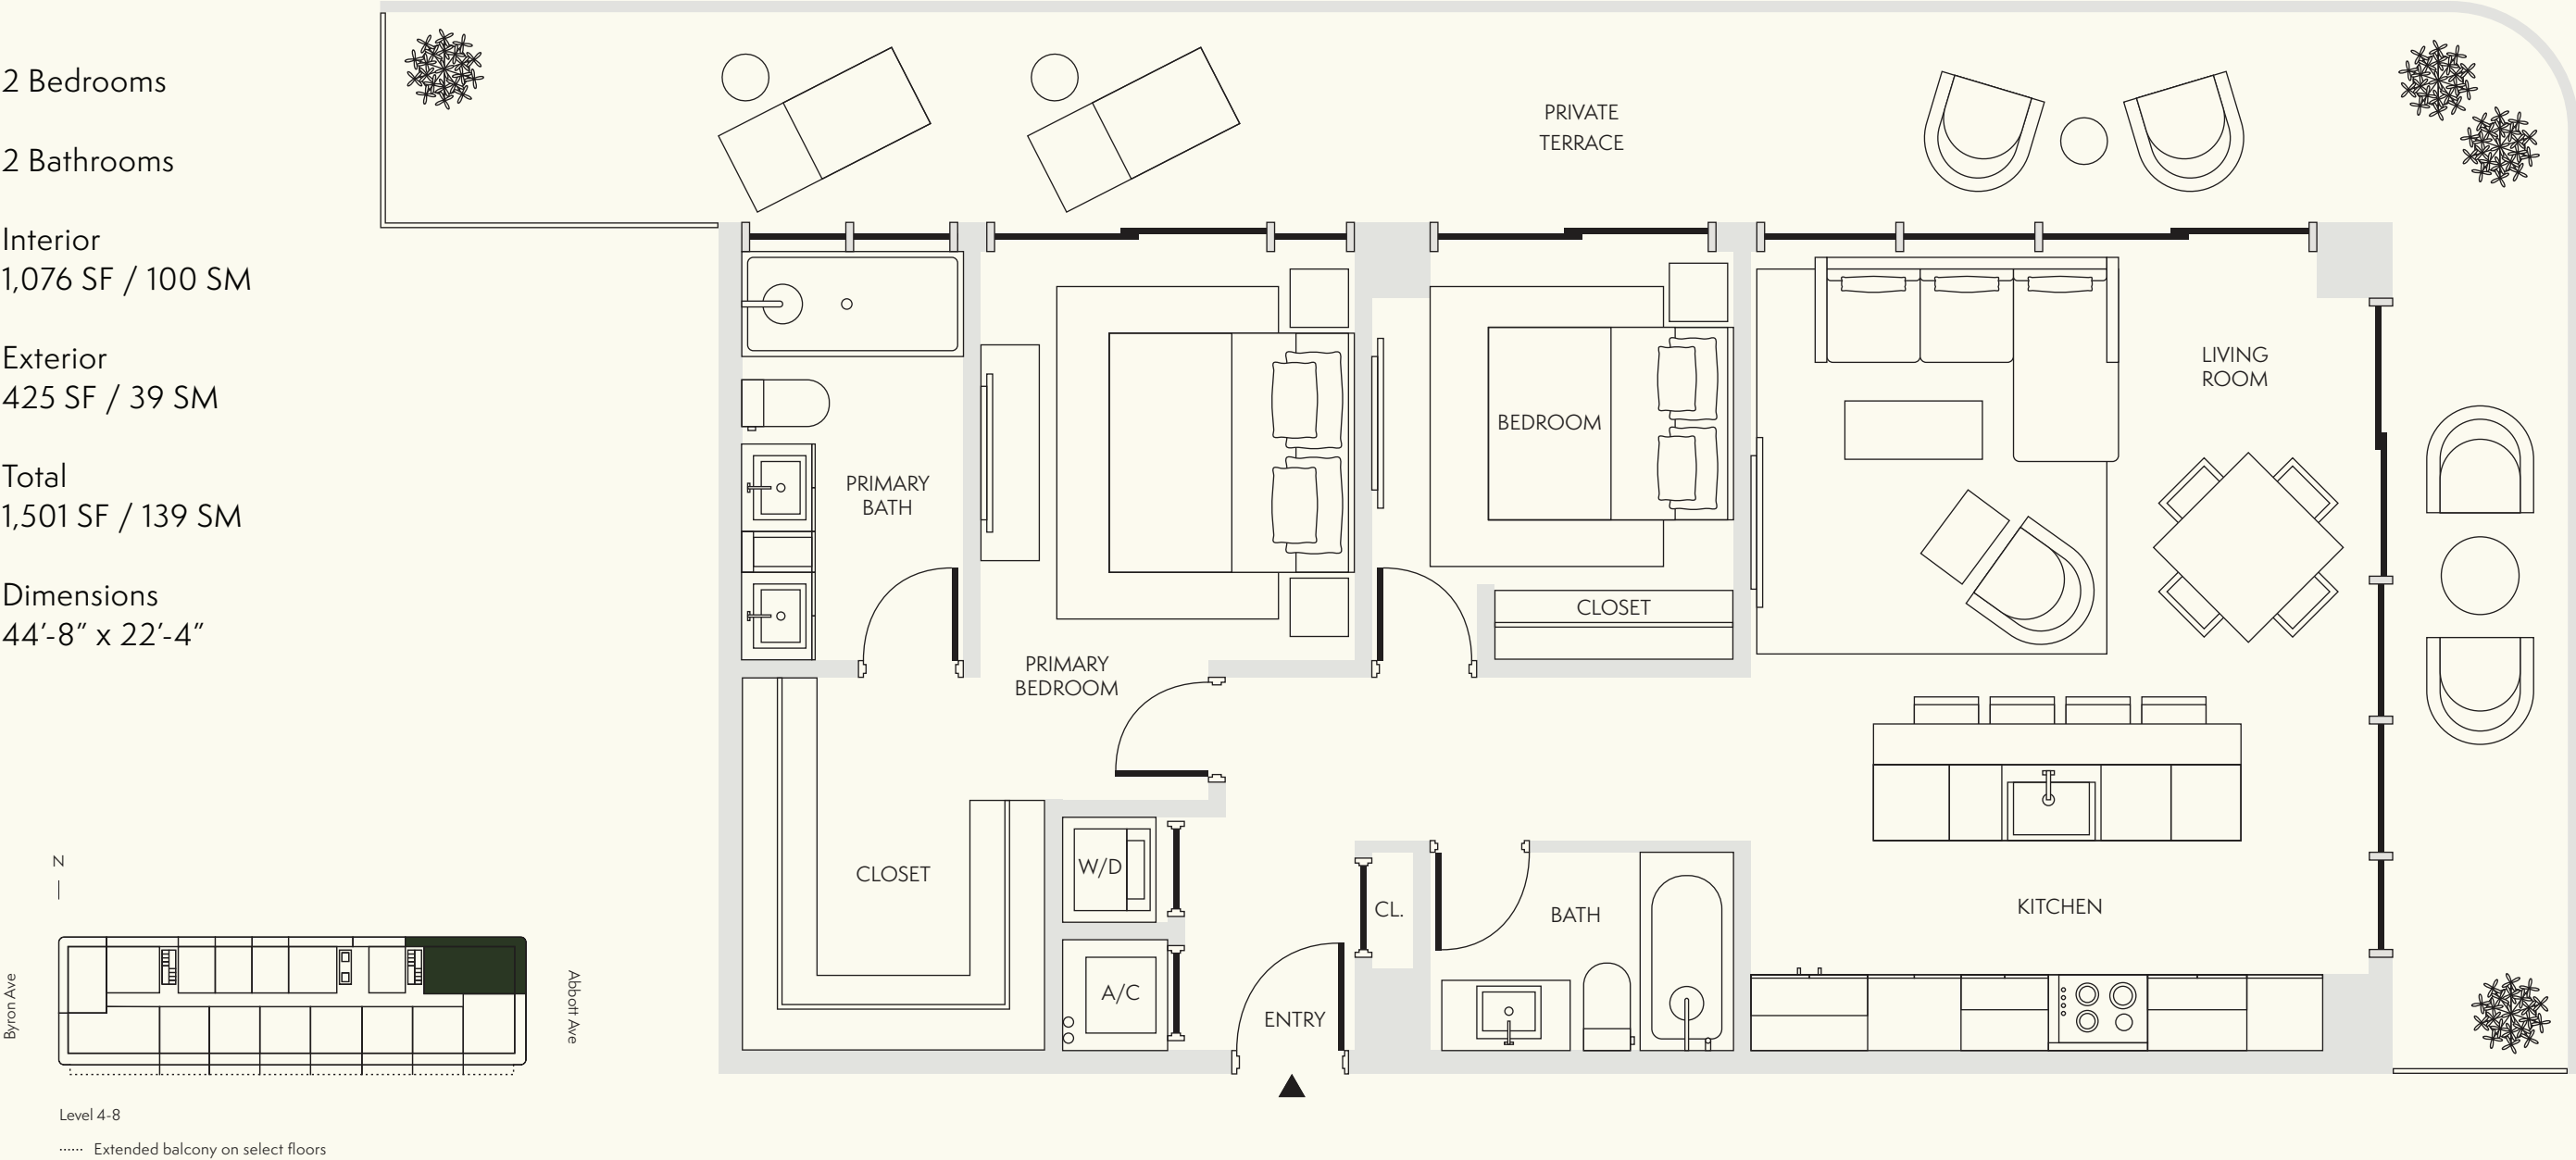 2 Bedrooms
2 Bathrooms
Interior
1,076 SF / 100 SM
Exterior
425 SF / 39 SM
Total
1,501 SF / 139 SM
Dimensions
44’-8” x 22’-4”
N
Byron Ave
Abbott Ave
Level 4-8
Extended balcony on select floors
PRIVATE
TERRACE
PRIMARY
BATH
PRIMARY
BEDROOM
BEDROOM
CLOSET
LIVING
ROOM
CLOSET
W/D
A/C
ENTRY
CL.
BATH
KITCHEN